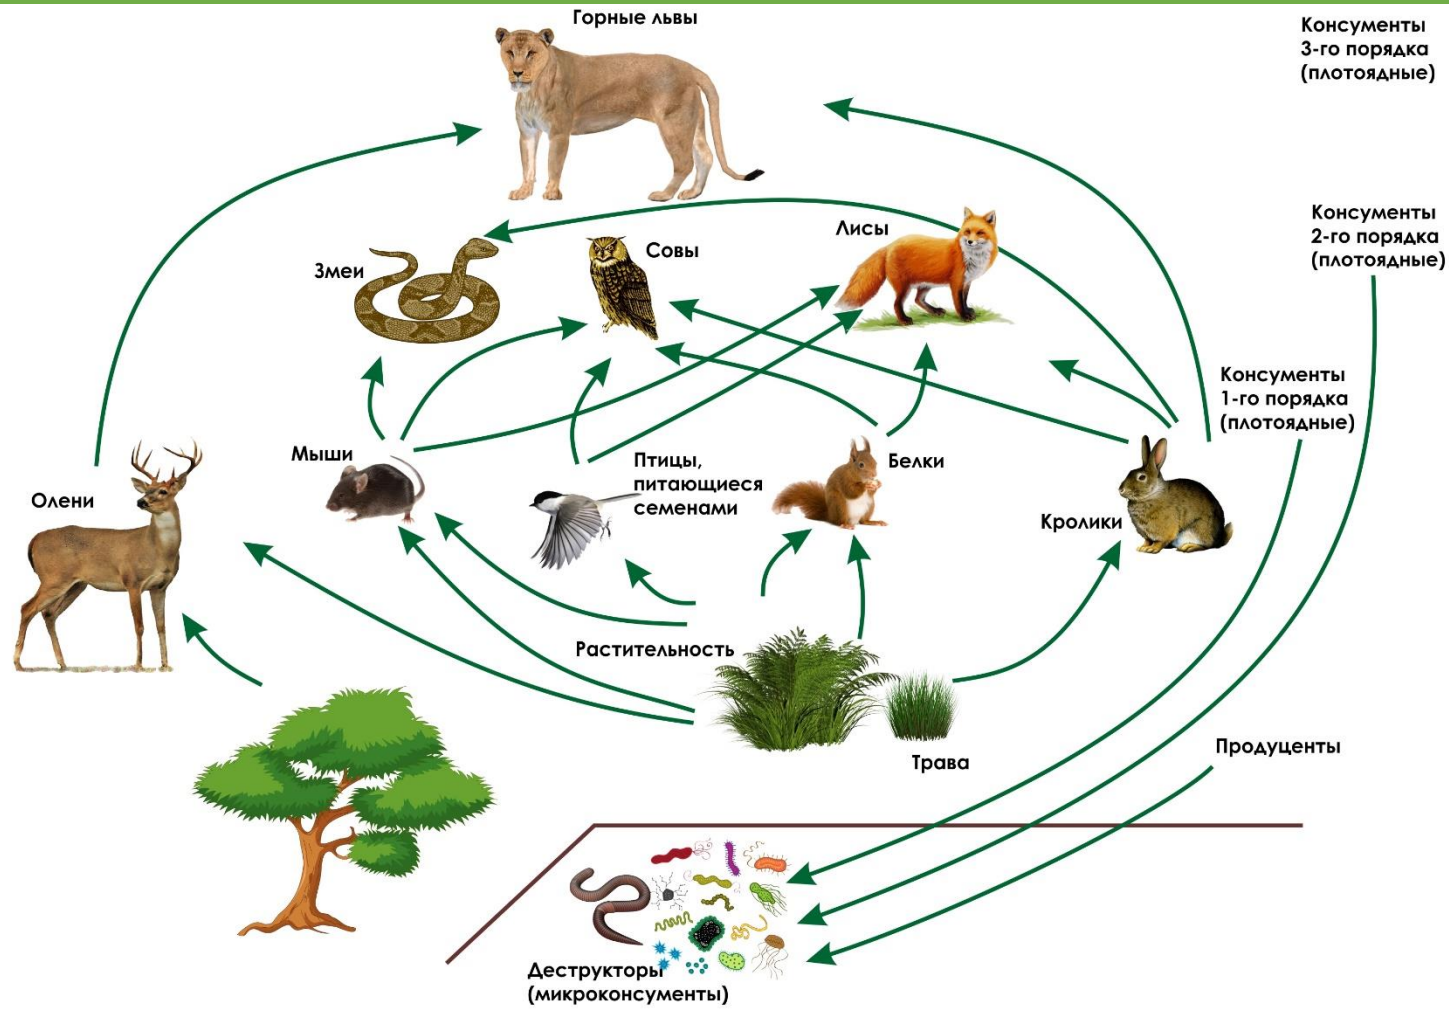 Горные львы
Консументы
3-го порядка
(плотоядные)
Консументы
2-го порядка
(плотоядные)
Лисы
Совы
Змеи
Консументы
1-го порядка
(плотоядные)
Мыши
Птицы,
питающиеся
семенами
Белки
Олени
Кролики
Растительность
Трава
Продуценты
Деструкторы
(микроконсументы)